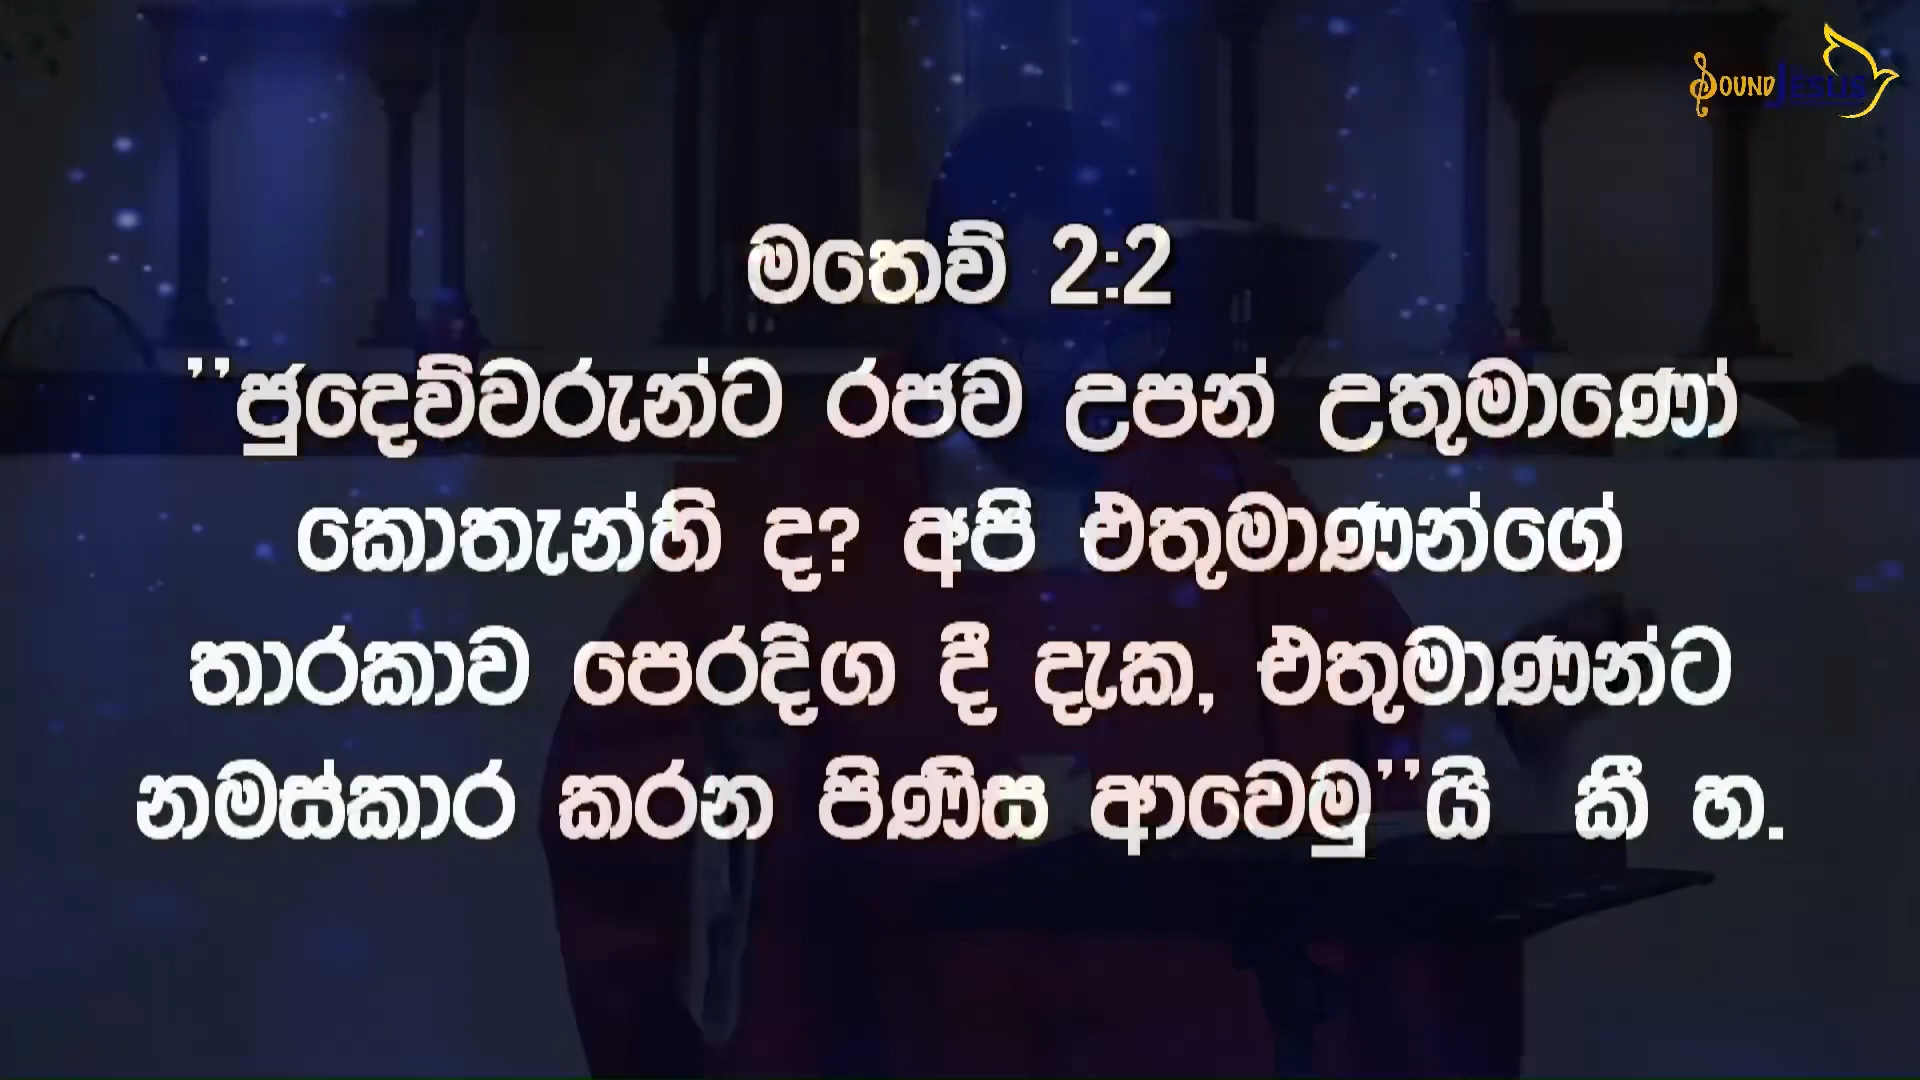 SOUND JESUS
මතෙව් 2:2
''ජුදෙව්වරුන්ට රජව උපන් උතුමාණෝ
කොතැන්හි ද? අපි එතුමාණන්ගේ
තාරකාව පෙරදිග දී දැක, එතුමාණන්ට
නමස්කාර කරන පිණිස ආවෙමු''යි කී හ.